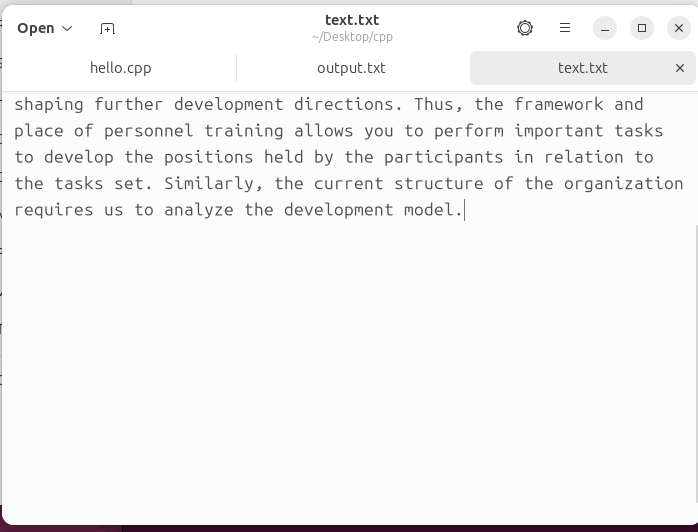 Open
text.txt
~/Desktop/cpp
hello.cpp
output.txt
text.txt
shaping further development directions. Thus, the framework and
place of personnel training allows you to perform important tasks
to develop the positions held by the participants in relation to
the tasks set. Similarly, the current structure of the organization
requires us to analyze the development model.